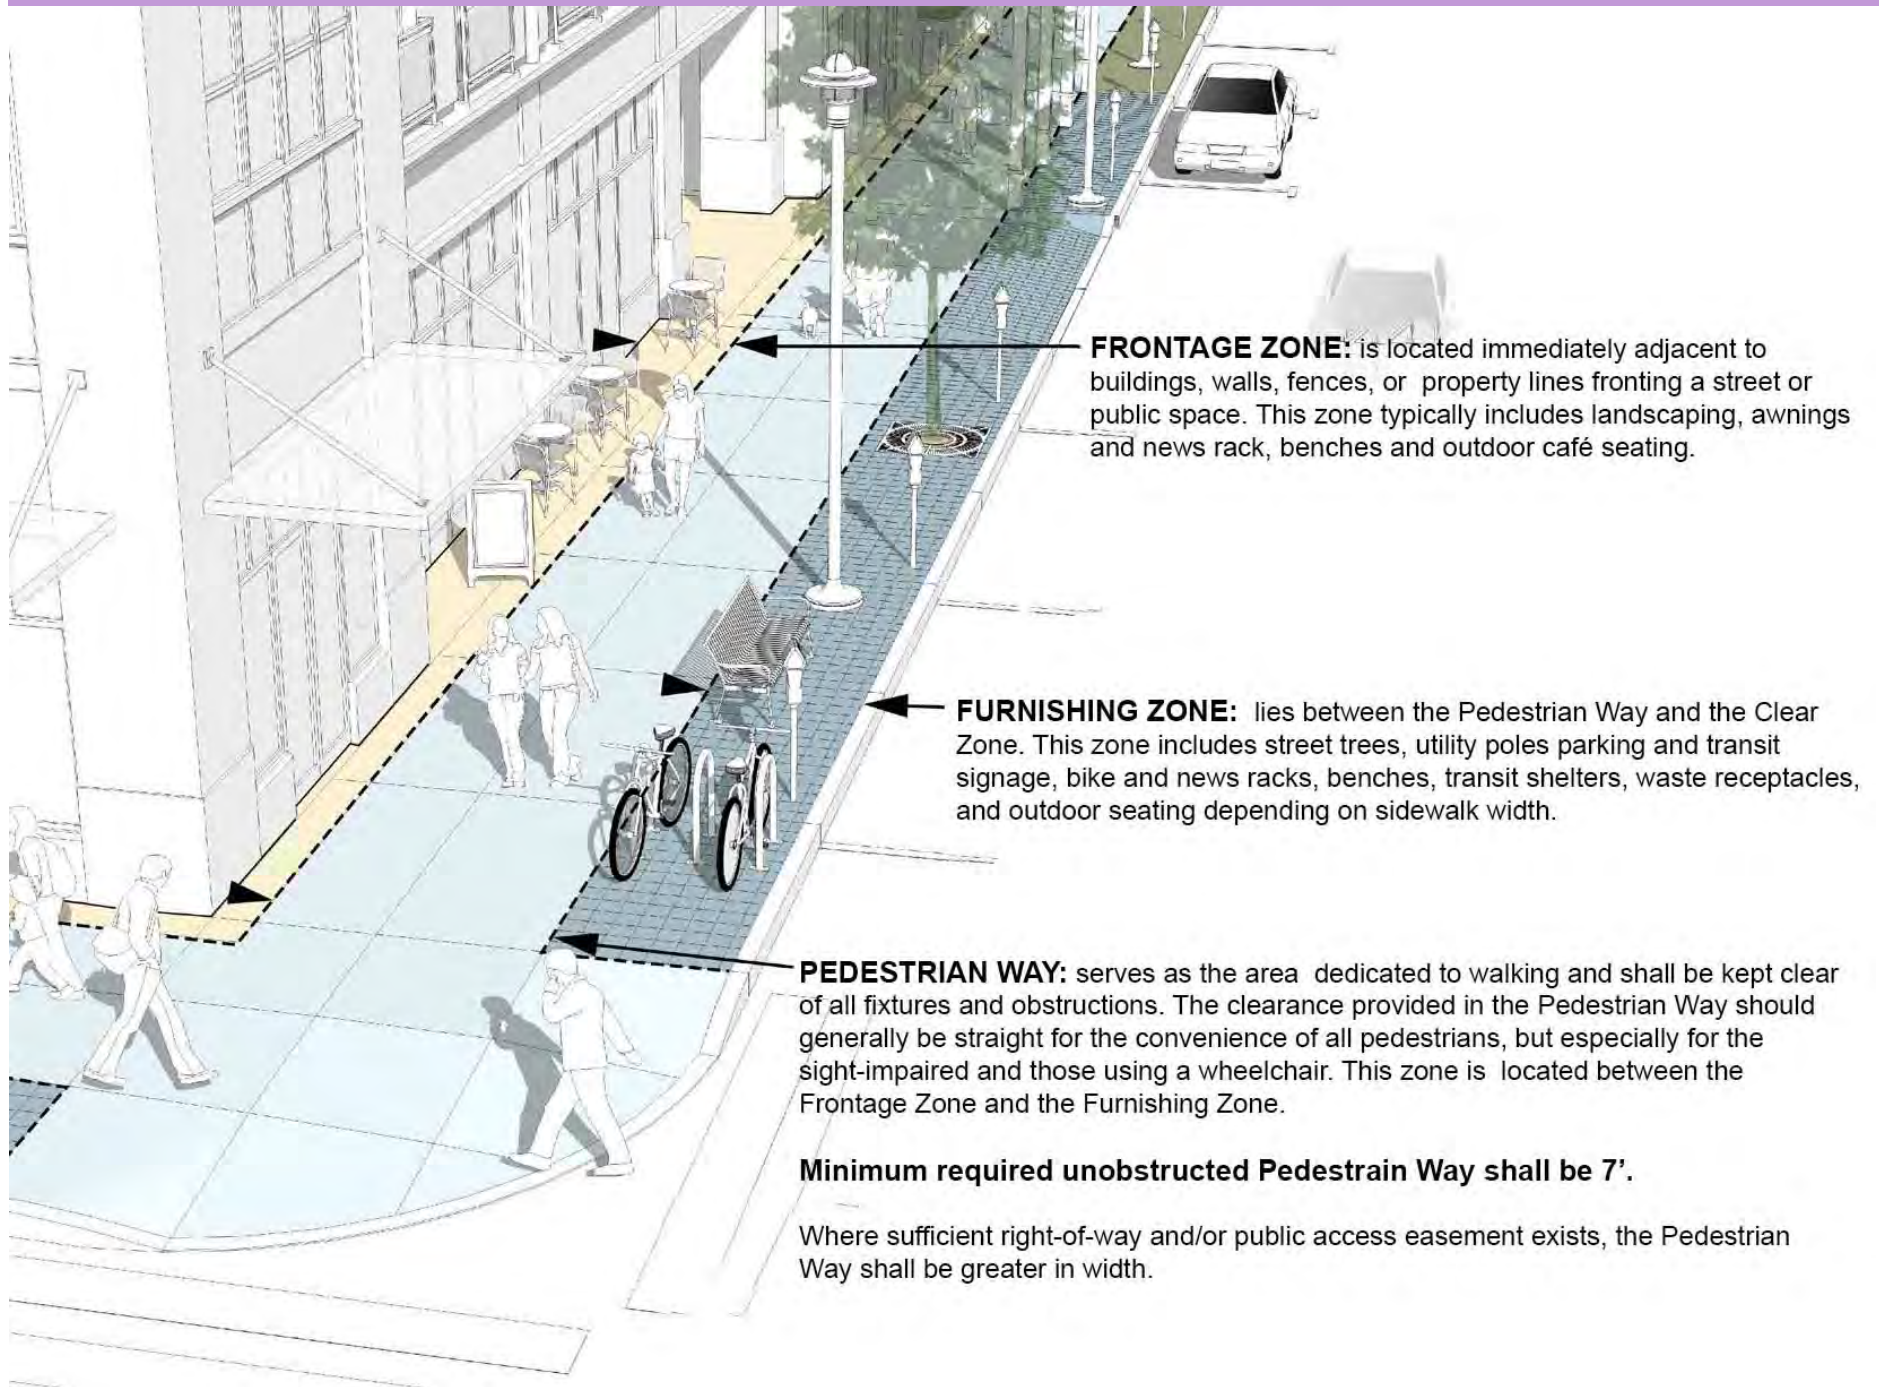 FRONTAGE ZONE: is located immediately adjacent to
buildings, walls, fences, or property lines fronting a street or
public space. This zone typically includes landscaping, awnings
and news rack, benches and outdoor café seating.
FURNISHING ZONE: lies between the Pedestrian Way and the Clear
Zone. This zone includes street trees, utility poles parking and transit
signage, bike and news racks, benches, transit shelters, waste receptacles,
and outdoor seating depending on sidewalk width.
PEDESTRIAN WAY: serves as the area dedicated to walking and shall be kept clear
of all fixtures and obstructions. The clearance provided in the Pedestrian Way should
generally be straight for the convenience of all pedestrians, but especially for the
sight-impaired and those using a wheelchair. This zone is located between the
Frontage Zone and the Furnishing Zone.
Minimum required unobstructed Pedestrain Way shall be 7’.
Where sufficient right-of-way and/or public access easement exists, the Pedestrian
Way shall be greater in width.